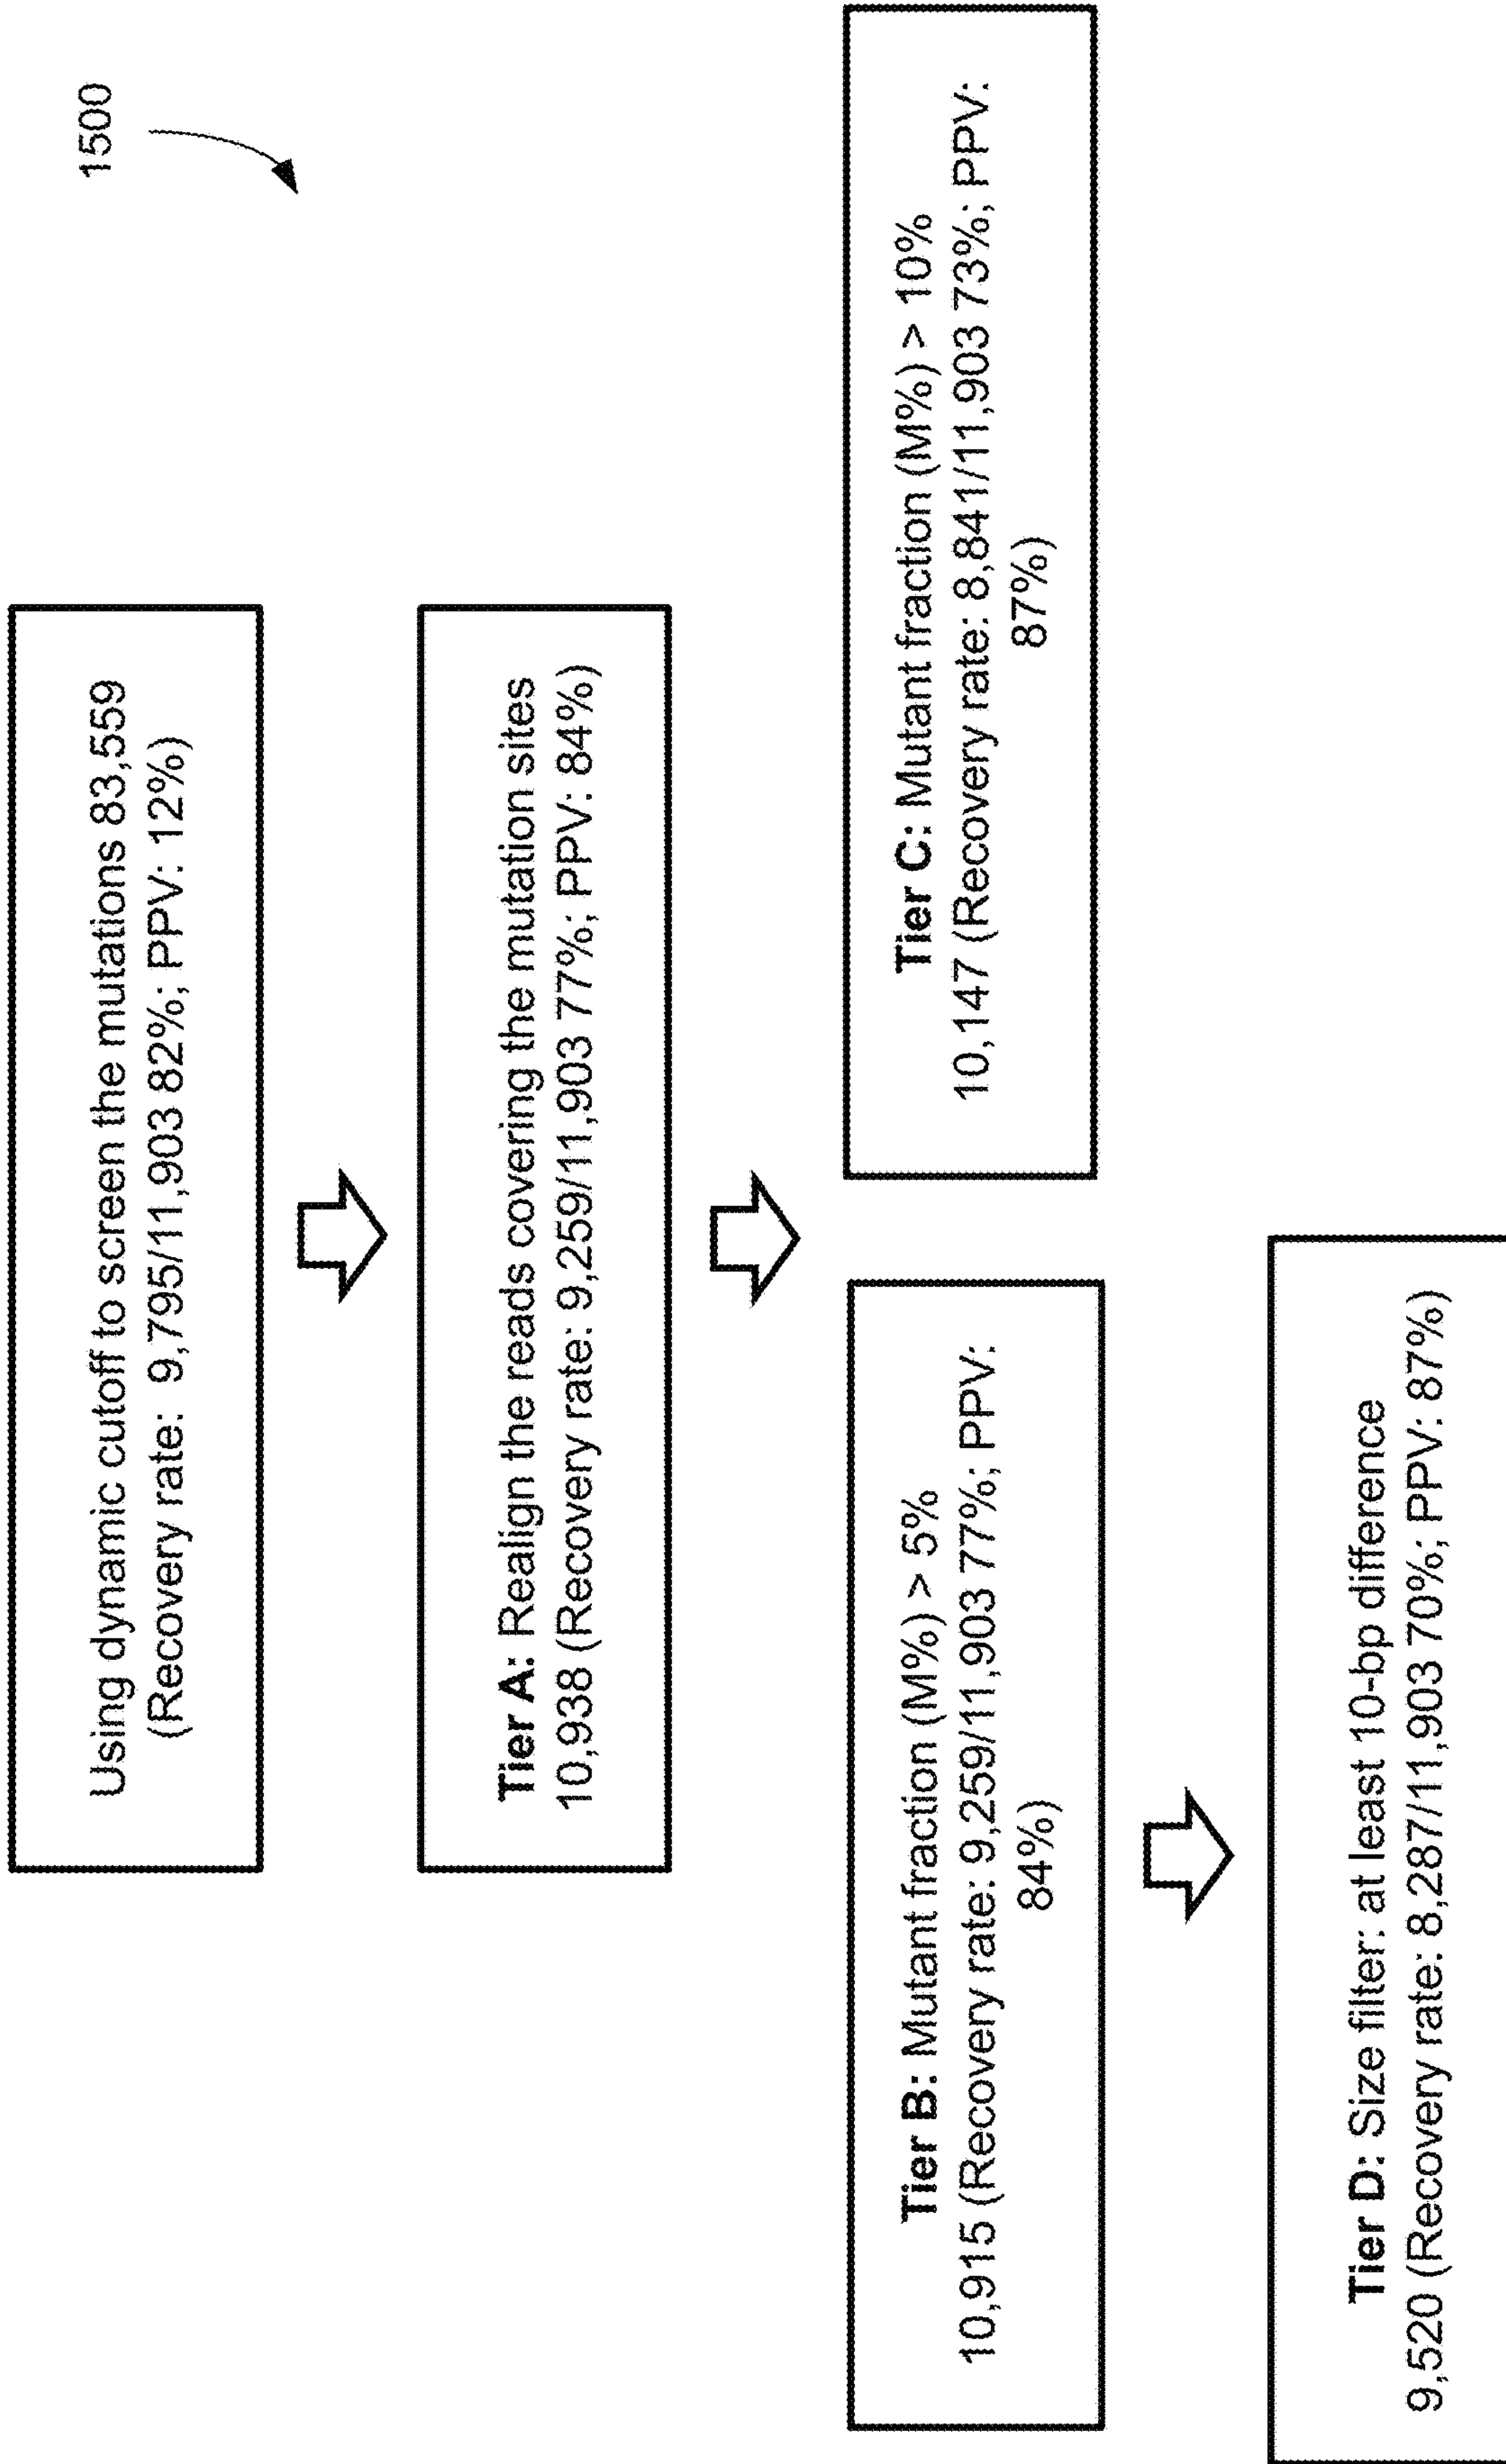 1500
Using dynamic cutoff to screen the mutations 83,559
(Recovery rate: 9,795/11,903 82%; PPV: 12%)
Tier A: Realign the reads covering the mutation sites
10,938 (Recovery rate: 9,259/11,903 77%; PPV: 84%)
Tier B: Mutant fraction (M%) > 5%
10,915 (Recovery rate: 9,259/11,903 77%; PPV:
84%)
Tier C: Mutant fraction (M%) > 10%
10,147 (Recovery rate: 8,841/11,903 73%; PPV:
87%)
Tier D: Size filter: at least 10-bp difference
9,520 (Recovery rate: 8,287/11,903 70%; PPV: 87%)